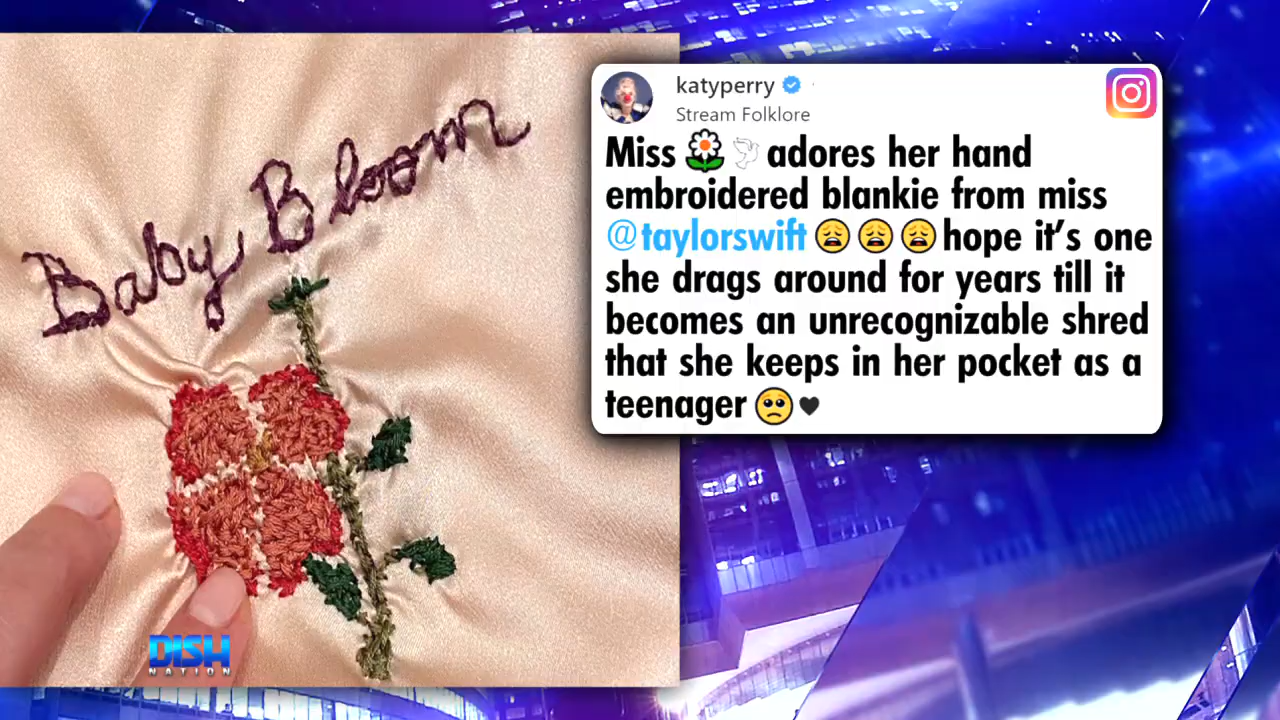 Baby Bloom
katyperry
Stream Folklore
Miss 🌼🕊 adores her hand
embroidered blankie from miss
@taylorswift 😩😩😩 hope it's one
she drags around for years till it
becomes an unrecognizable shred
that she keeps in her pocket as a
teenager 🥺🖤
DISH
NATION